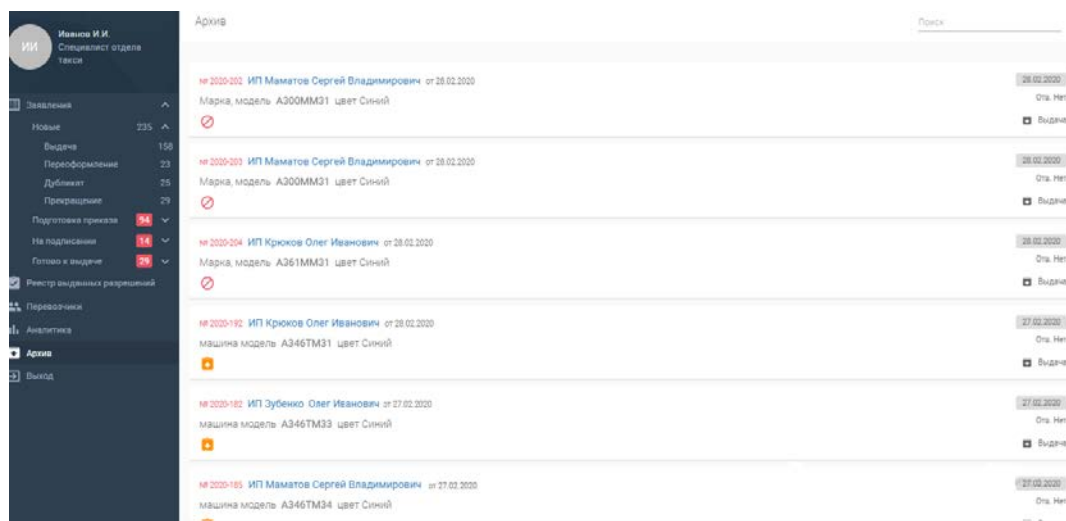 Иванов И.И.
ИИ
Специалист отдела
такси
Заявления
Новые 235
Выдача 158
Переоформление 23
Дубликат 25
Прекращение 29
Подготовка приказа 94
На подписании 14
Готово к выдаче 29
Реестр выданных разрешений
Перевозчики
Аналитика
Архив
Выход
Архив
Поиск
№ 2020-202 ИП Маматов Сергей Владимирович от 28.02.2020
28.02.2020
Марка, модель А300ММ31 цвет Синий
Отв. Нет
Выдача
№ 2020-203 ИП Маматов Сергей Владимирович от 28.02.2020
28.02.2020
Марка, модель А300ММ31 цвет Синий
Отв. Нет
Выдача
№ 2020-204 ИП Крюков Олег Иванович от 28.02.2020
28.02.2020
Марка, модель А361ММ31 цвет Синий
Отв. Нет
Выдача
№ 2020-192 ИП Крюков Олег Иванович от 28.02.2020
27.02.2020
машина модель А346ТМ31 цвет Синий
Отв. Нет
Выдача
№ 2020-182 ИП Зубенко Олег Иванович от 27.02.2020
27.02.2020
машина модель А346ТМ33 цвет Синий
Отв. Нет
Выдача
№ 2020-185 ИП Маматов Сергей Владимирович от 27.02.2020
27.02.2020
машина модель А346ТМ34 цвет Синий
Отв. Нет